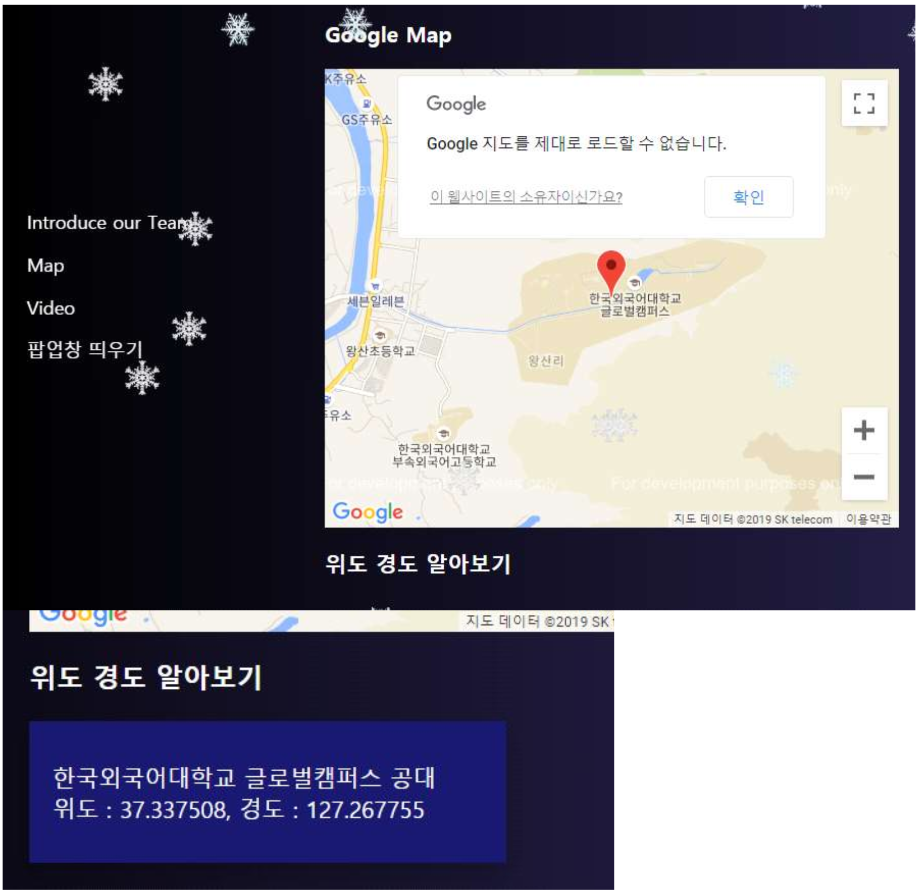 Google Map
K주유소
GS주유소
Google
Google 지도를 제대로 로드할 수 없습니다.
이 웹사이트의 소유자이신가요?
확인
Introduce our Team
Map
Video
팝업창 띄우기
세븐일레븐
왕산초등학교
한국외국어대학교
글로벌캠퍼스
왕산리
유소
한국외국어대학교
부속외국어고등학교
For development purposes only
Google
지도 데이터 ©2019 SK telecom 이용약관
위도 경도 알아보기
Google
지도 데이터 ©2019 SK
위도 경도 알아보기
한국외국어대학교 글로벌캠퍼스 공대
위도 : 37.337508, 경도 : 127.267755